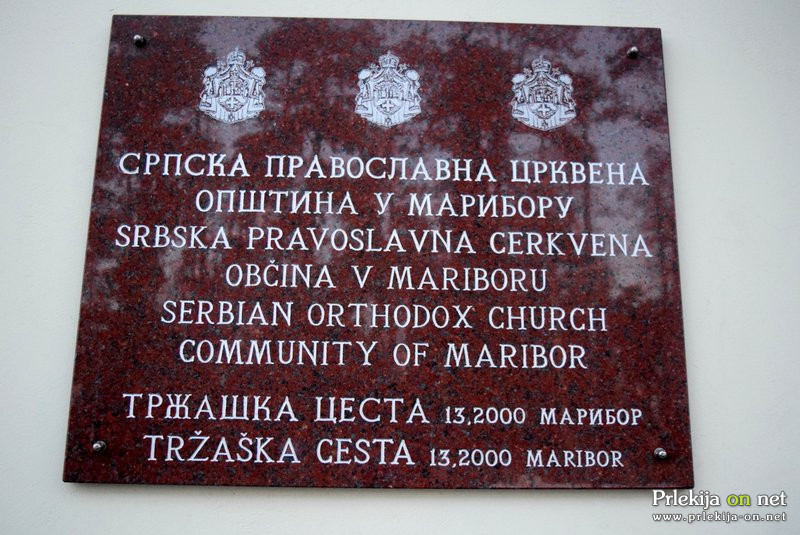 СРПСКА ПРАВОСЛАВНА ЦРКВЕНА
ОПШТИНА У МАРИБОРУ
SRBSKA PRAVOSLAVNA CERKVENA
OBČINA V MARIBORU
SERBIAN ORTHODOX CHURCH
COMMUNITY OF MARIBOR
ТРЖАШКА ЦЕСТА 13,2000 МАРИБОР
TRŽAŠKA CESTA 13,2000 MARIBOR
Prlekija on net
www.prlekija-on.net